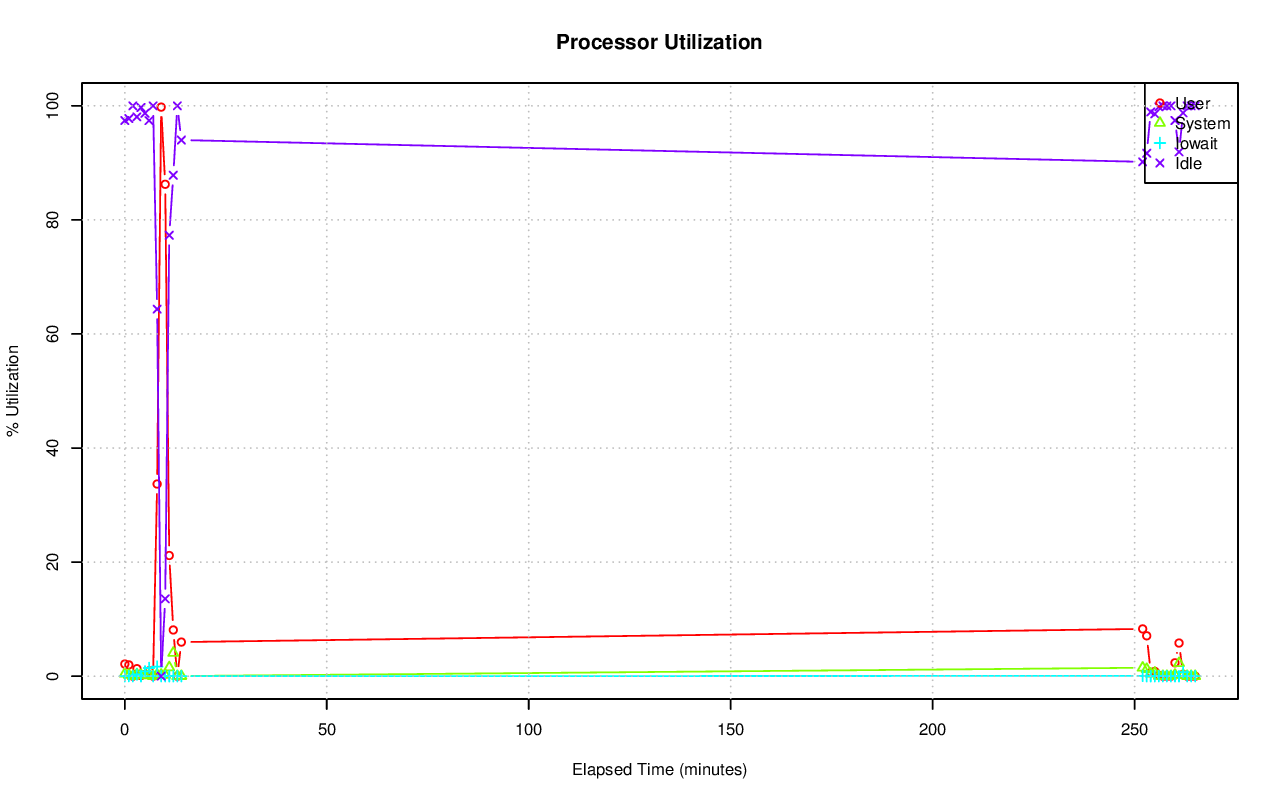 Processor Utilization
% Utilization
100
80
60
40
20
0
User
System
Iowait
Idle
0 50 100 150 200 250
Elapsed Time (minutes)